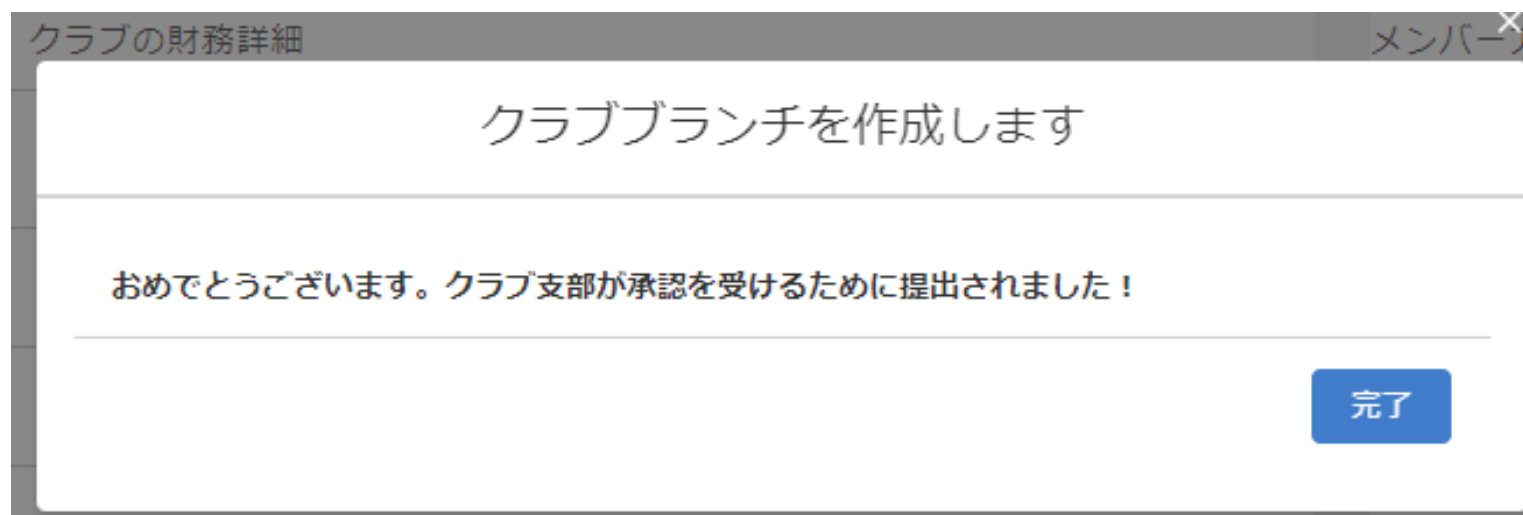 クラブの財務詳細
メンバー
クラブブランチを作成します
おめでとうございます。クラブ支部が承認を受けるために提出されました！
完了